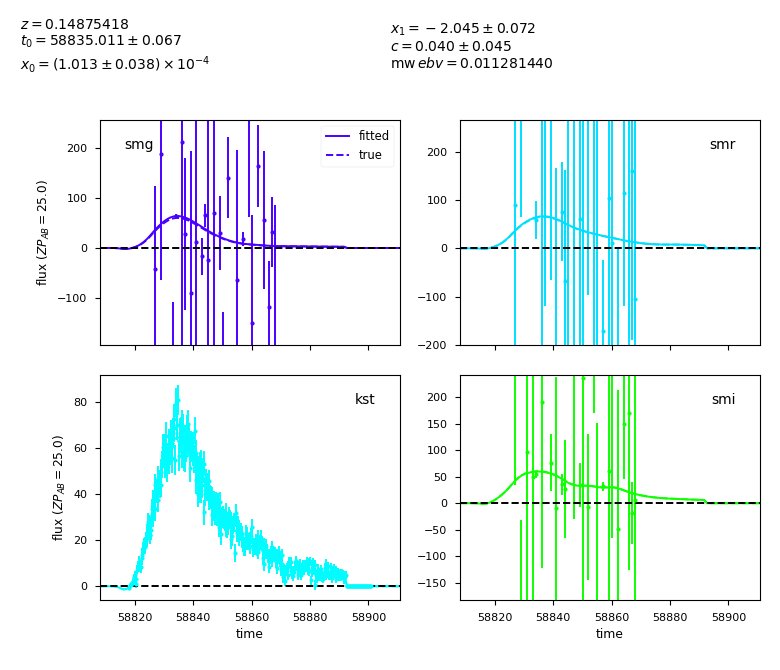 z = 0.14875418
t₀ = 58835.011 ± 0.067
x₀ = (1.013 ± 0.038) × 10⁻⁴
x₁ = −2.045 ± 0.072
c = 0.040 ± 0.045
mw ebv = 0.011281440
smg
fitted
true
200
100
0
−100
flux (ZP_AB = 25.0)
smr
200
100
0
−100
−200
kst
80
60
40
20
0
flux (ZP_AB = 25.0)
58820 58840 58860 58880 58900
time
smi
200
150
100
50
0
−50
−100
−150
58820 58840 58860 58880 58900
time